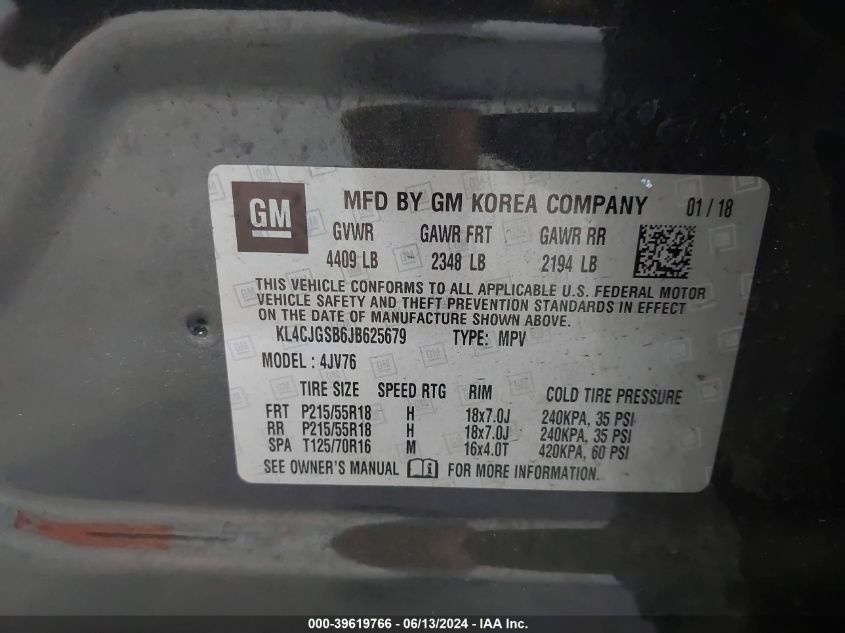 GM
MFD BY GM KOREA COMPANY 01 / 18
GVWR GAWR FRT GAWR RR
4409 LB 2348 LB 2194 LB
THIS VEHICLE CONFORMS TO ALL APPLICABLE U.S. FEDERAL MOTOR
VEHICLE SAFETY AND THEFT PREVENTION STANDARDS IN EFFECT
ON THE DATE OF MANUFACTURE SHOWN ABOVE.
KL4CJGSB6JB625679 TYPE: MPV
MODEL : 4JV76
TIRE SIZE SPEED RTG RIM COLD TIRE PRESSURE
FRT P215/55R18 H 18x7.0J 240KPA, 35 PSI
RR P215/55R18 H 18x7.0J 240KPA, 35 PSI
SPA T125/70R16 M 16x4.0T 420KPA, 60 PSI
SEE OWNER'S MANUAL FOR MORE INFORMATION.
000-39619766 - 06/13/2024 - IAA Inc.